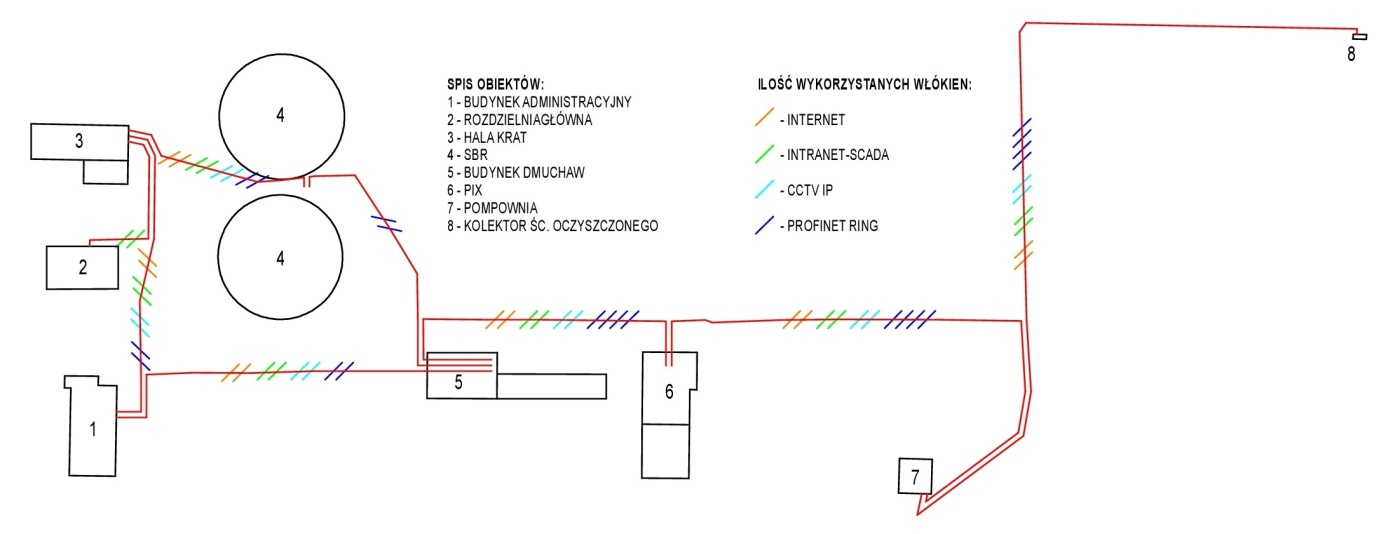 SPIS OBIEKTÓW:
1 - BUDYNEK ADMINISTRACYJNY
2 - ROZDZIELNIAGŁÓWNA
3 - HALA KRAT
4 - SBR
5 - BUDYNEK DMUCHAW
6 - PIX
7 - POMPOWNIA
8 - KOLEKTOR ŚC. OCZYSZCZONEGO
ILOŚĆ WYKORZYSTANYCH WŁÓKIEN:
- INTERNET
- INTRANET-SCADA
- CCTV IP
- PROFINET RING
8
4
3
4
2
5
6
1
7